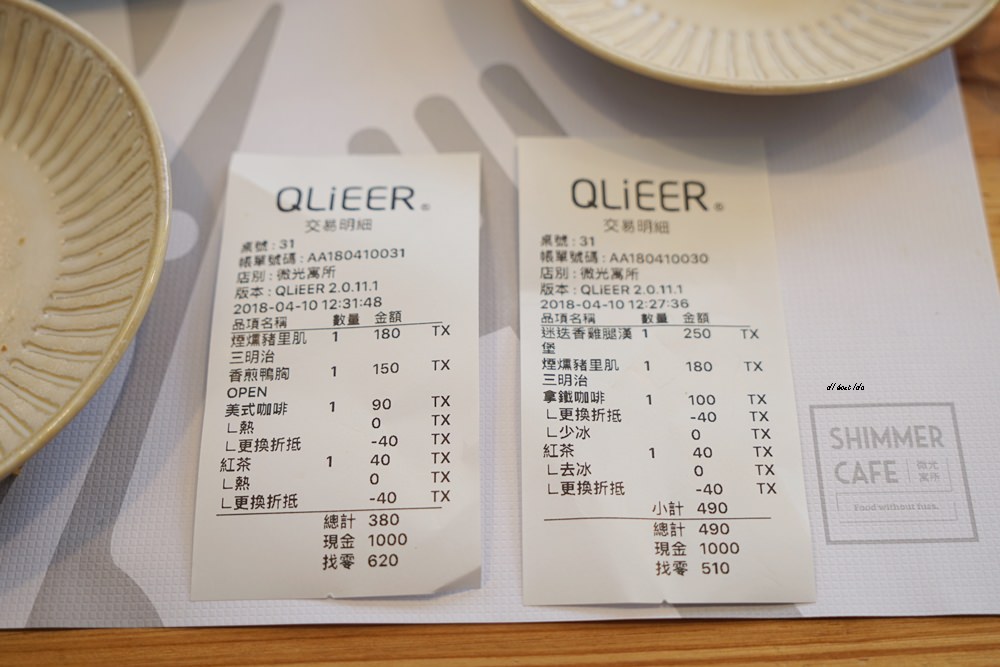 QLiEER®
交易明細
桌號：31
帳單號碼：AA180410031
店別：微光寓所
版本：QLiEER 2.0.11.1
2018-04-10 12:31:48
品項名稱 數量 金額
煙燻豬里肌 1 180 TX
三明治
香煎鴨胸 1 150 TX
OPEN
美式咖啡 1 90 TX
∟熱 0 TX
∟更換折抵 -40 TX
紅茶 1 40 TX
∟熱 0 TX
∟更換折抵 -40 TX
總計 380
現金 1000
找零 620
QLiEER®
交易明細
桌號：31
帳單號碼：AA180410030
店別：微光寓所
版本：QLiEER 2.0.11.1
2018-04-10 12:27:36
品項名稱 數量 金額
迷迭香雞腿漢 1 250 TX
堡
煙燻豬里肌 1 180 TX
三明治
拿鐵咖啡 1 100 TX
∟更換折抵 -40 TX
∟少冰 0 TX
紅茶 1 40 TX
∟去冰 0 TX
∟更換折抵 -40 TX
小計 490
總計 490
現金 1000
找零 510
SHIMMER
CAFE 微光
寓所
Food without fuss.